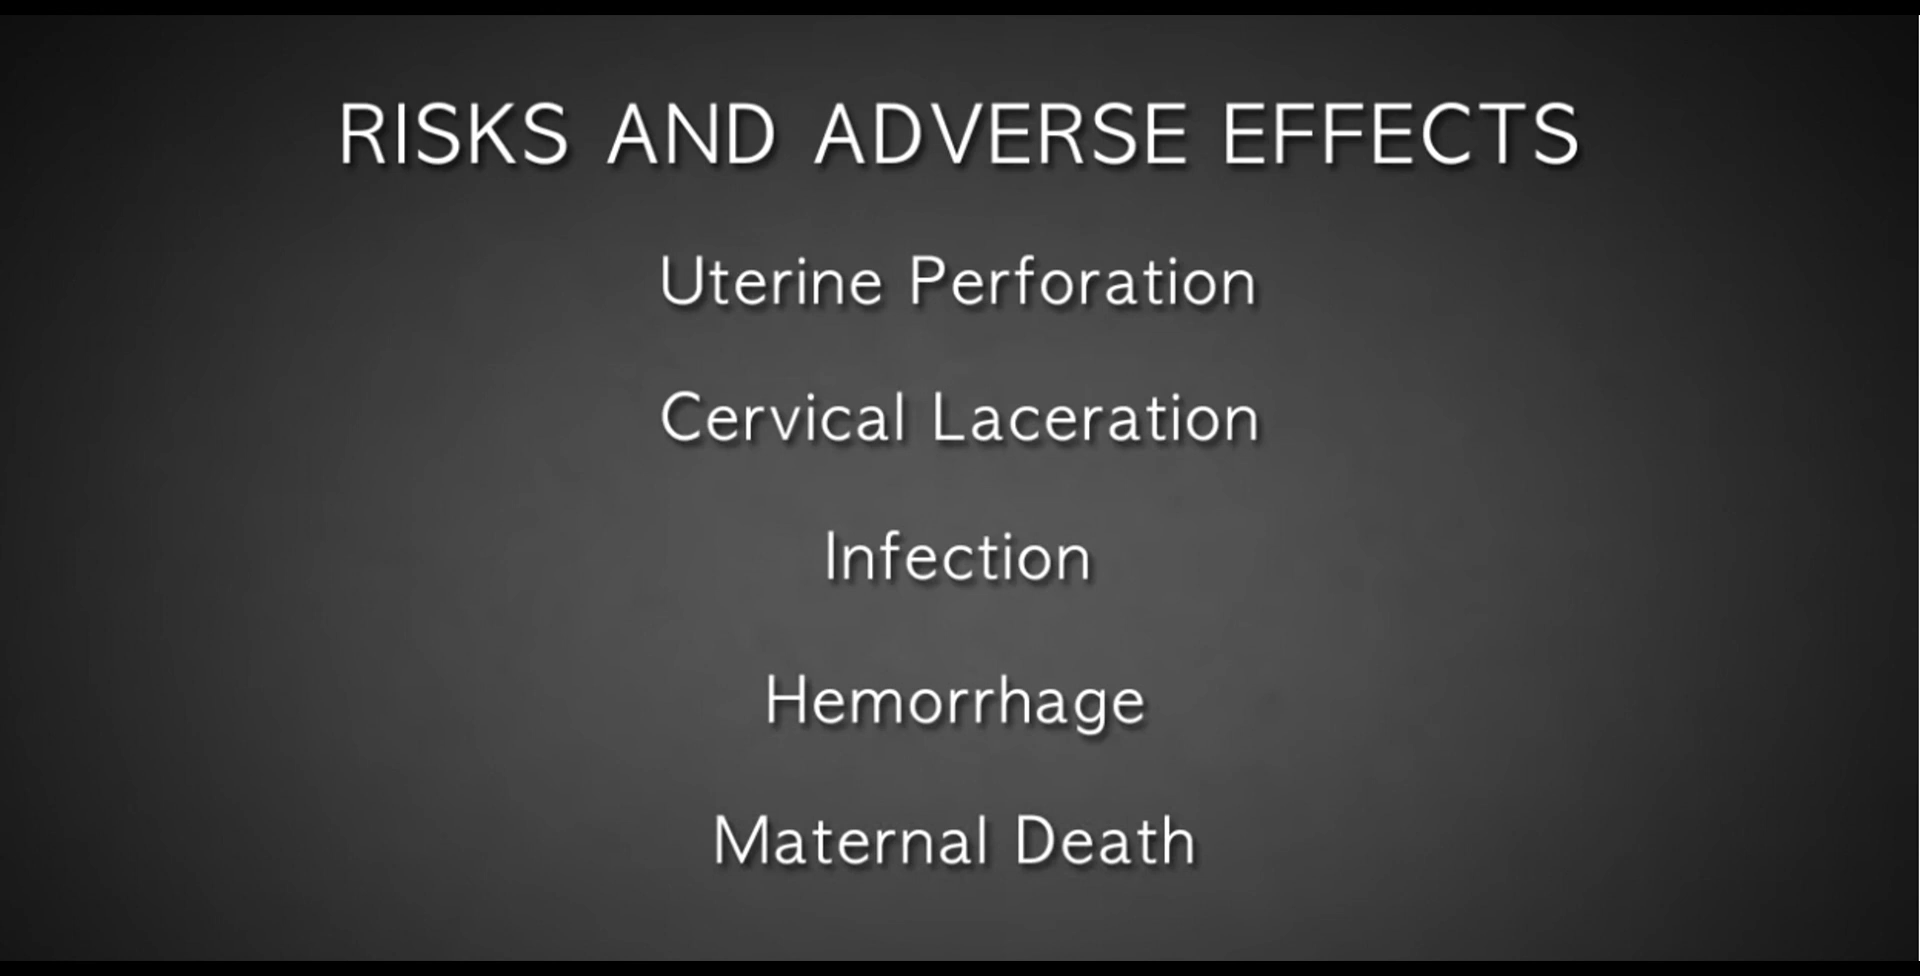 RISKS AND ADVERSE EFFECTS
Uterine Perforation
Cervical Laceration
Infection
Hemorrhage
Maternal Death